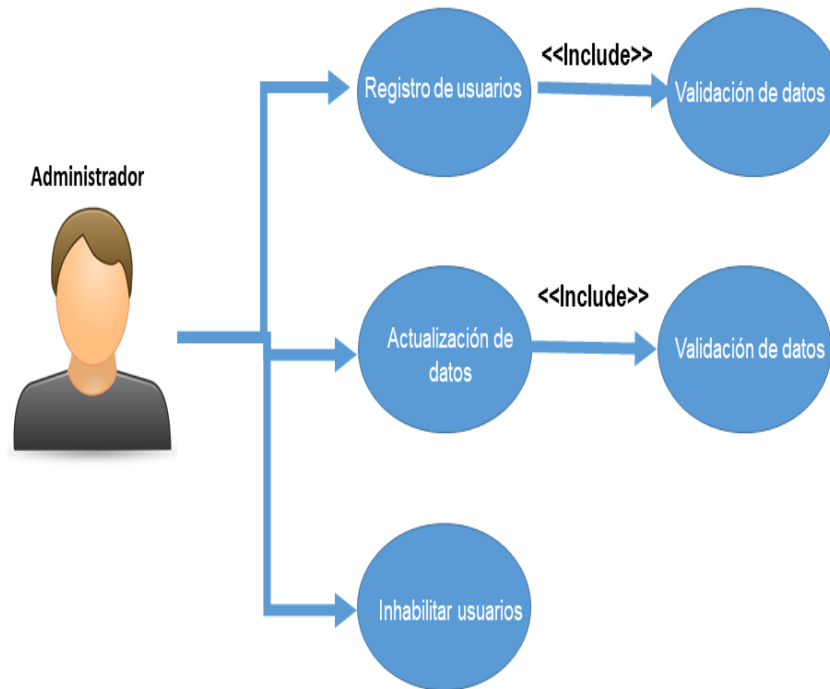 Administrador
Registro de usuarios
<<Include>>
Validación de datos
Actualización de
datos
<<Include>>
Validación de datos
Inhabilitar usuarios